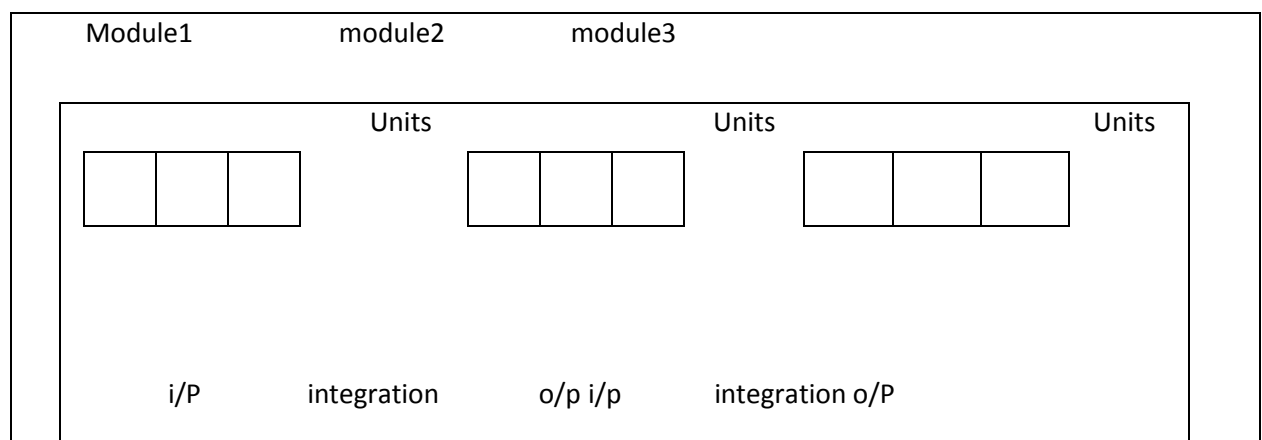 Module1 module2 module3
Units Units Units
i/P integration o/p i/p integration o/P